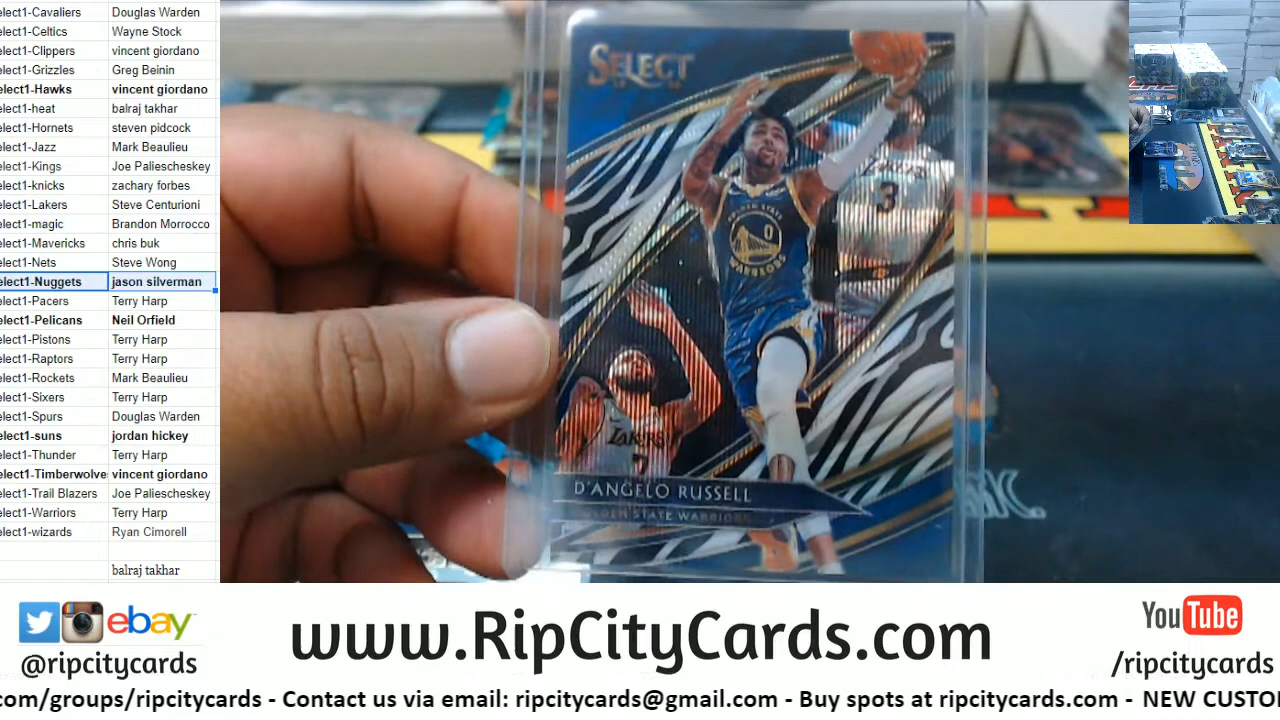 elect1-Cavaliers Douglas Warden
elect1-Celtics Wayne Stock
elect1-Clippers vincent giordano
elect1-Grizzles Greg Beinin
elect1-Hawks vincent giordano
elect1-heat balraj takhar
elect1-Hornets steven pidcock
elect1-Jazz Mark Beaulieu
elect1-Kings Joe Paliescheskey
elect1-knicks zachary forbes
elect1-Lakers Steve Centurioni
elect1-magic Brandon Morrocco
elect1-Mavericks chris buk
elect1-Nets Steve Wong
elect1-Nuggets jason silverman
elect1-Pacers Terry Harp
elect1-Pelicans Neil Orfield
elect1-Pistons Terry Harp
elect1-Raptors Terry Harp
elect1-Rockets Mark Beaulieu
elect1-Sixers Terry Harp
elect1-Spurs Douglas Warden
elect1-suns jordan hickey
elect1-Thunder Terry Harp
elect1-Timberwolve vincent giordano
elect1-Trail Blazers Joe Paliescheskey
elect1-Warriors Terry Harp
elect1-wizards Ryan Cimorell
balraj takhar
SELECT
3
GOLDEN STATE
0
WARRIORS
LAKERS
D'ANGELO RUSSELL
GOLDEN STATE WARRIORS
ebay
@ripcitycards
www.RipCityCards.com
YouTube
/ripcitycards
com/groups/ripcitycards - Contact us via email: ripcitycards@gmail.com - Buy spots at ripcitycards.com - NEW CUSTO